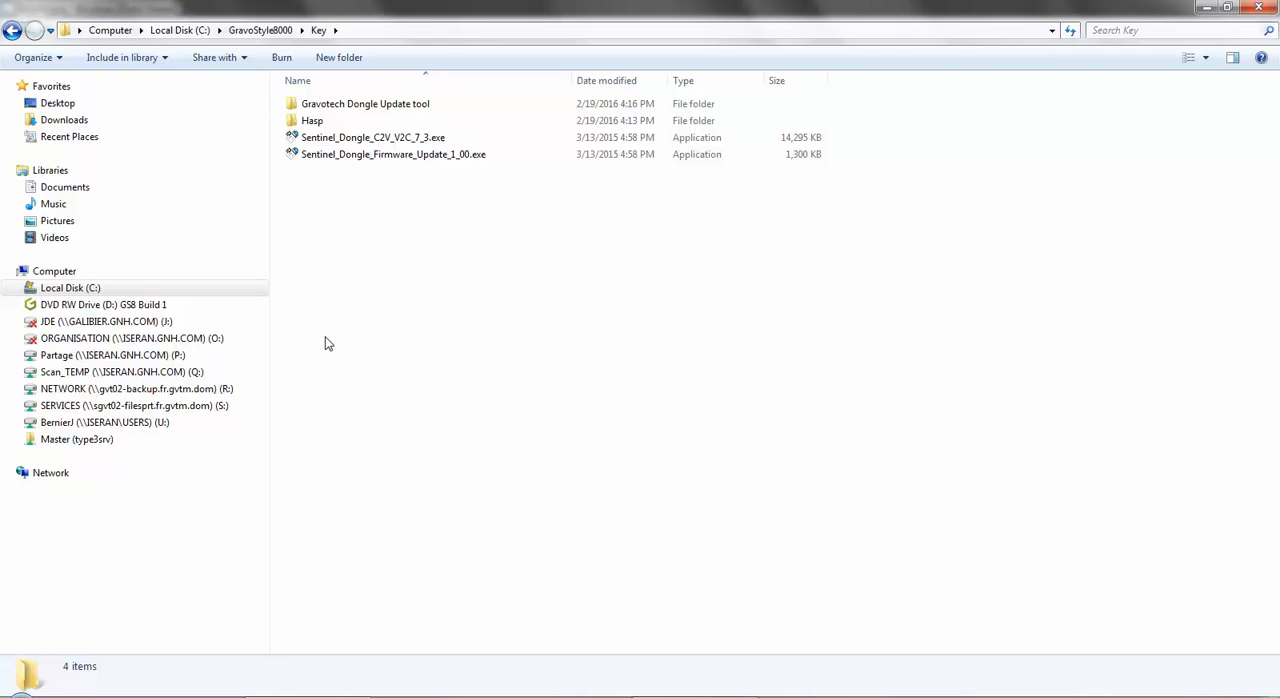 Computer Local Disk (C:) GravoStyle8000 Key Search Key
Organize Include in library Share with Burn New folder
Name Date modified Type Size
Gravotech Dongle Update tool 2/19/2016 4:16 PM File folder
Hasp 2/19/2016 4:13 PM File folder
Sentinel_Dongle_C2V_V2C_7_3.exe 3/13/2015 4:58 PM Application 14,295 KB
Sentinel_Dongle_Firmware_Update_1_00.exe 3/13/2015 4:58 PM Application 1,300 KB
Favorites
Desktop
Downloads
Recent Places
Libraries
Documents
Music
Pictures
Videos
Computer
Local Disk (C:)
DVD RW Drive (D:) GS8 Build 1
JDE (\\GALIBIER.GNH.COM) (J:)
ORGANISATION (\\ISERAN.GNH.COM) (O:)
Partage (\\ISERAN.GNH.COM) (P:)
Scan_TEMP (\\ISERAN.GNH.COM) (Q:)
NETWORK (\\gvt02-backup.fr.gvtm.dom) (R:)
SERVICES (\\sgvt02-filesprt.fr.gvtm.dom) (S:)
BernierJ (\\ISERAN\USERS) (U:)
Master (type3srv)
Network
4 items